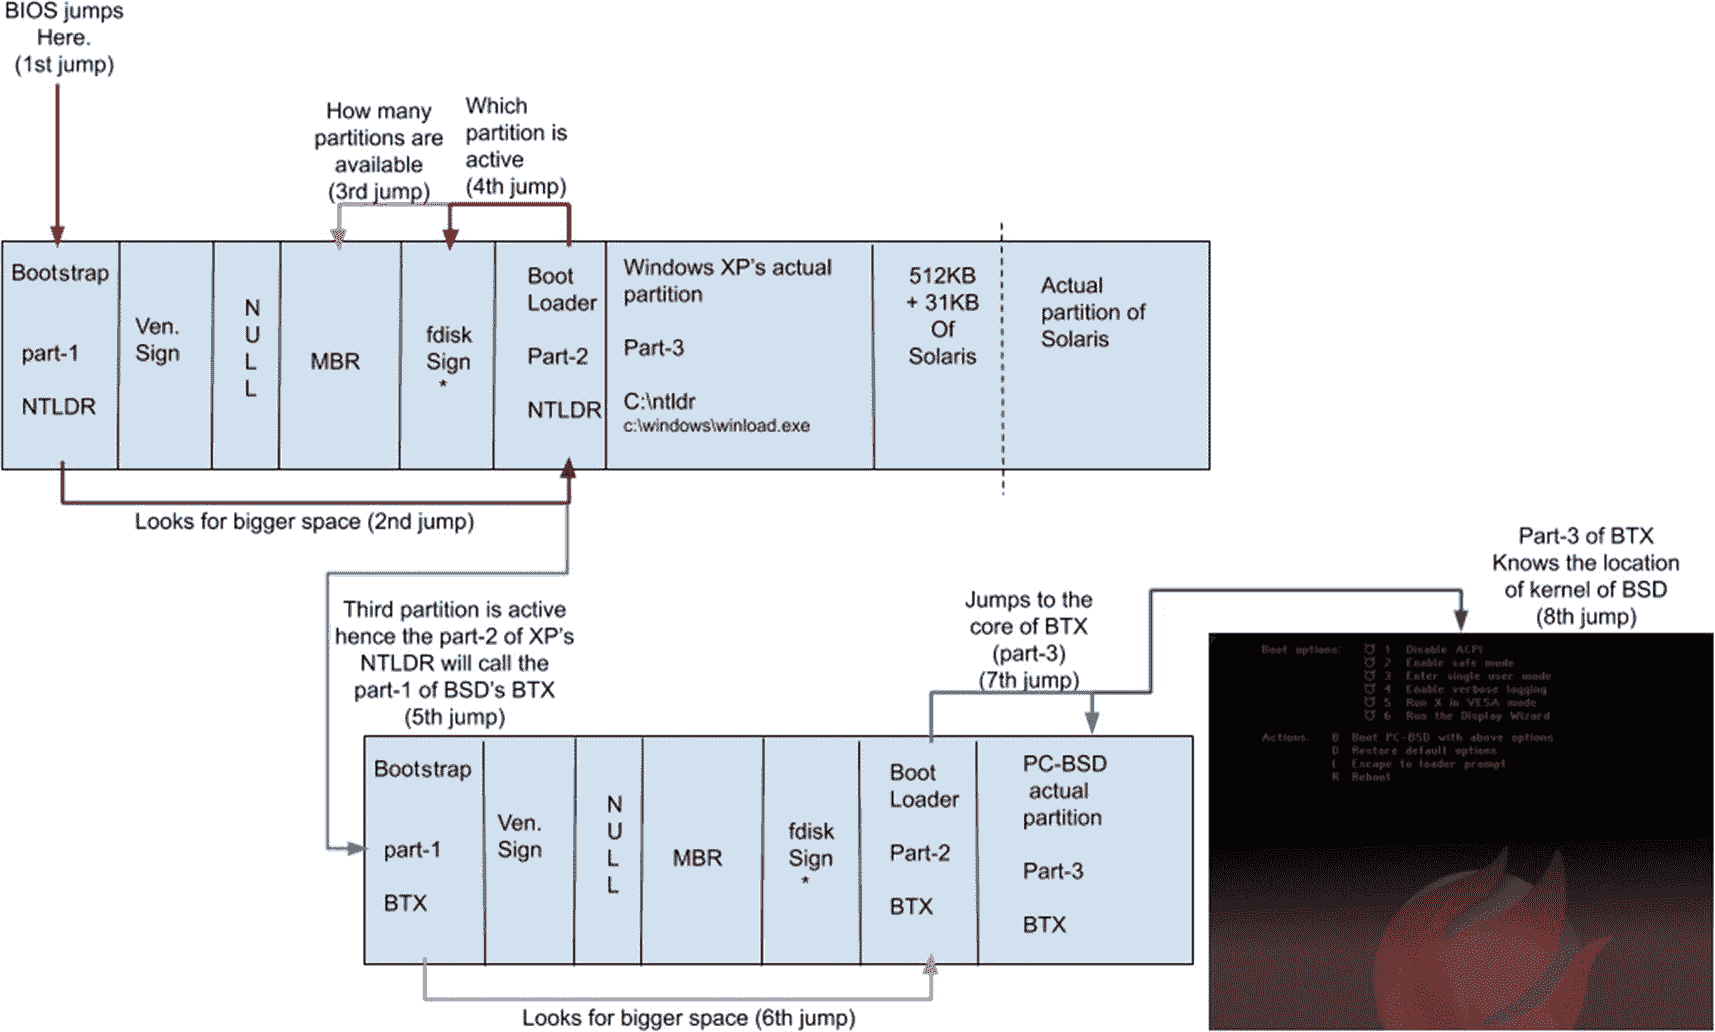 BIOS jumps
Here.
(1st jump)
How many
partitions are
available
(3rd jump)
Which
partition is
active
(4th jump)
Bootstrap
part-1
NTLDR
Ven.
Sign
N
U
L
L
MBR
fdisk
Sign
*
Boot
Loader
Part-2
NTLDR
Windows XP's actual
partition
Part-3
C:\ntldr
c:\windows\winload.exe
512KB
+ 31KB
Of
Solaris
Actual
partition of
Solaris
Looks for bigger space (2nd jump)
Third partition is active
hence the part-2 of XP's
NTLDR will call the
part-1 of BSD's BTX
(5th jump)
Jumps to the
core of BTX
(part-3)
(7th jump)
Part-3 of BTX
Knows the location
of kernel of BSD
(8th jump)
Bootstrap
part-1
BTX
Ven.
Sign
N
U
L
L
MBR
fdisk
Sign
*
Boot
Loader
Part-2
BTX
PC-BSD
actual
partition
Part-3
BTX
Looks for bigger space (6th jump)
Boot options: 1 Disable ACPI
2 Enable safe mode
3 Enter single user mode
4 Enable verbose logging
5 Run X in VESA mode
6 Run the Display Wizard
Actions: B Boot PC-BSD with above options
D Restore default options
L Escape to loader prompt
R Reboot